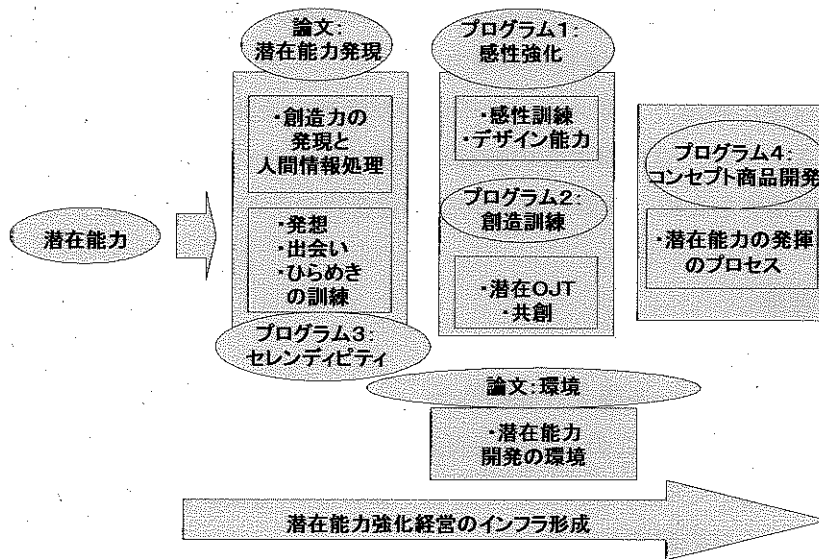 論文:
潜在能力発現
・創造力の
発現と
人間情報処理
・発想
・出会い
・ひらめき
の訓練
プログラム3:
セレンディピティ
潜在能力
プログラム1:
感性強化
・感性訓練
・デザイン能力
プログラム2:
創造訓練
・潜在OJT
・共創
プログラム4:
コンセプト商品開発
・潜在能力の発揮
のプロセス
論文:環境
・潜在能力
開発の環境
潜在能力強化経営のインフラ形成